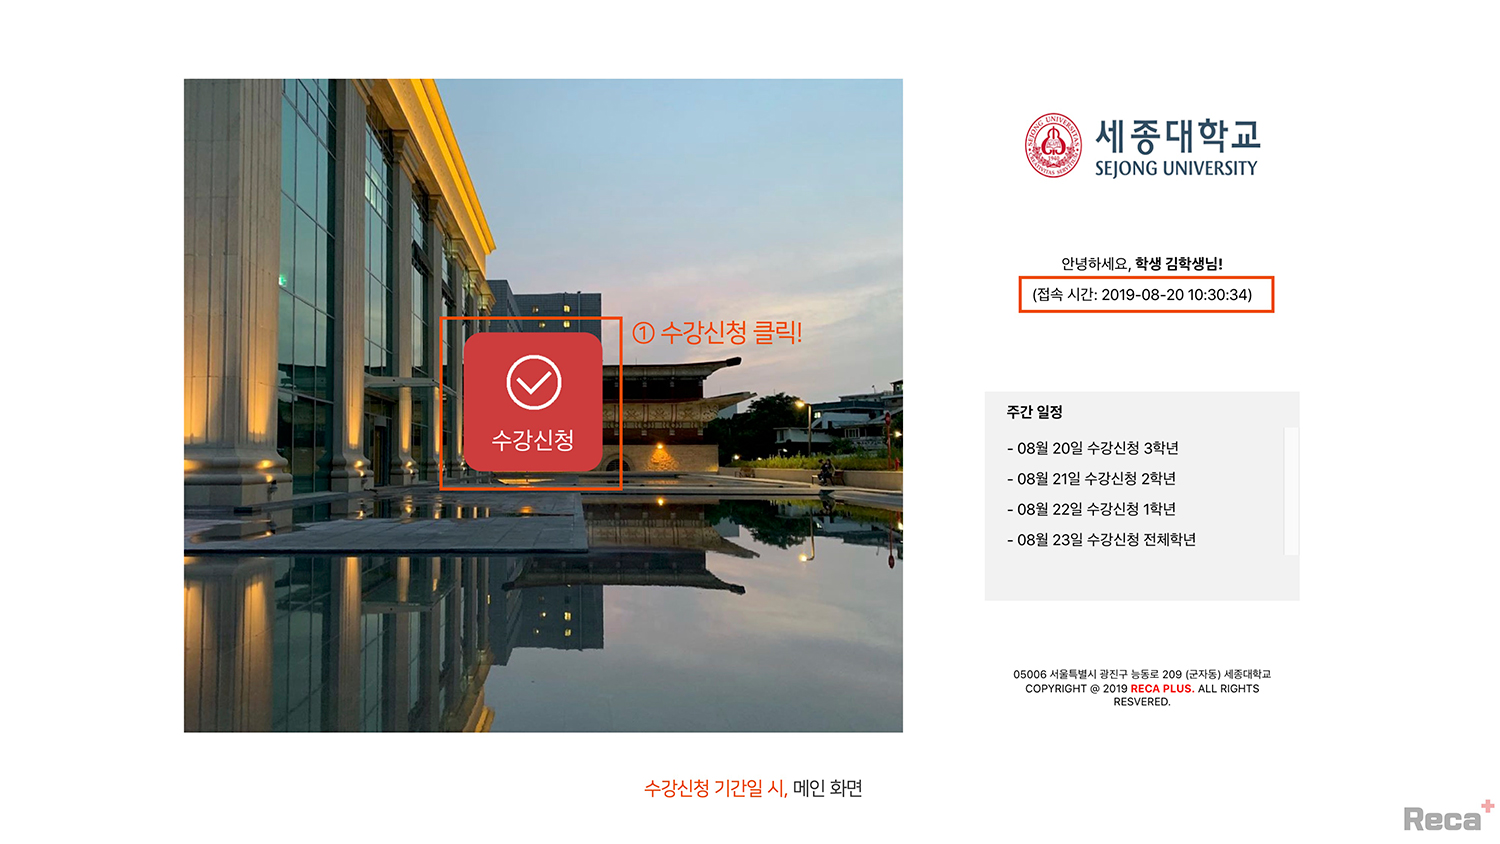 세종대학교
SEJONG UNIVERSITY
안녕하세요, 학생 김학생님!
(접속 시간: 2019-08-20 10:30:34)
① 수강신청 클릭!
수강신청
주간 일정
- 08월 20일 수강신청 3학년
- 08월 21일 수강신청 2학년
- 08월 22일 수강신청 1학년
- 08월 23일 수강신청 전체학년
05006 서울특별시 광진구 능동로 209 (군자동) 세종대학교
COPYRIGHT @ 2019 RECA PLUS. ALL RIGHTS
RESVERED.
수강신청 기간일 시, 메인 화면
Reca+